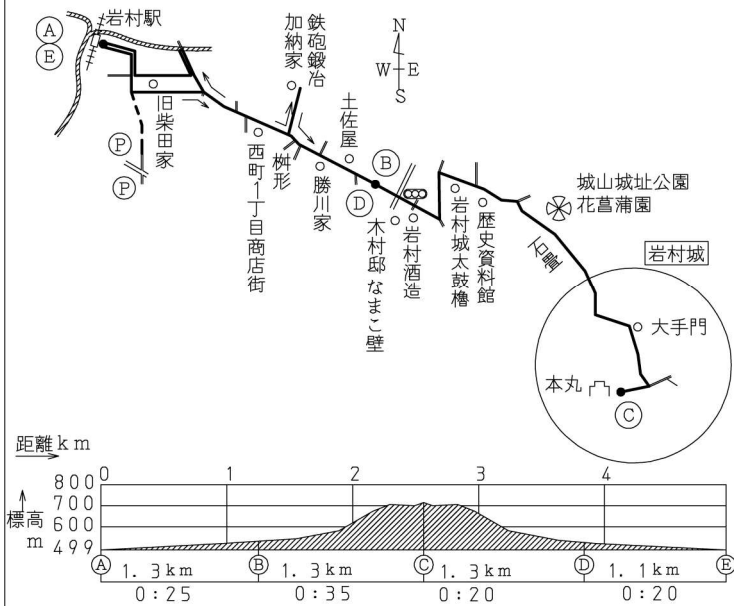 Ⓐ
Ⓔ
岩村駅
鉄砲鍛冶
加納家
N
W E
S
旧柴田家
Ⓟ
Ⓟ
西町1丁目商店街
桝形
勝川家
土佐屋
Ⓑ
Ⓓ
木村邸なまこ壁
岩村酒造
岩村城太鼓櫓
歴史資料館
城山城址公園
花菖蒲園
石畳
岩村城
大手門
本丸
Ⓒ
距離km
0 1 2 3 4
標高
m
800
700
600
499
Ⓐ Ⓑ Ⓒ Ⓓ Ⓔ
1.3km 1.3km 1.3km 1.1km
0:25 0:35 0:20 0:20